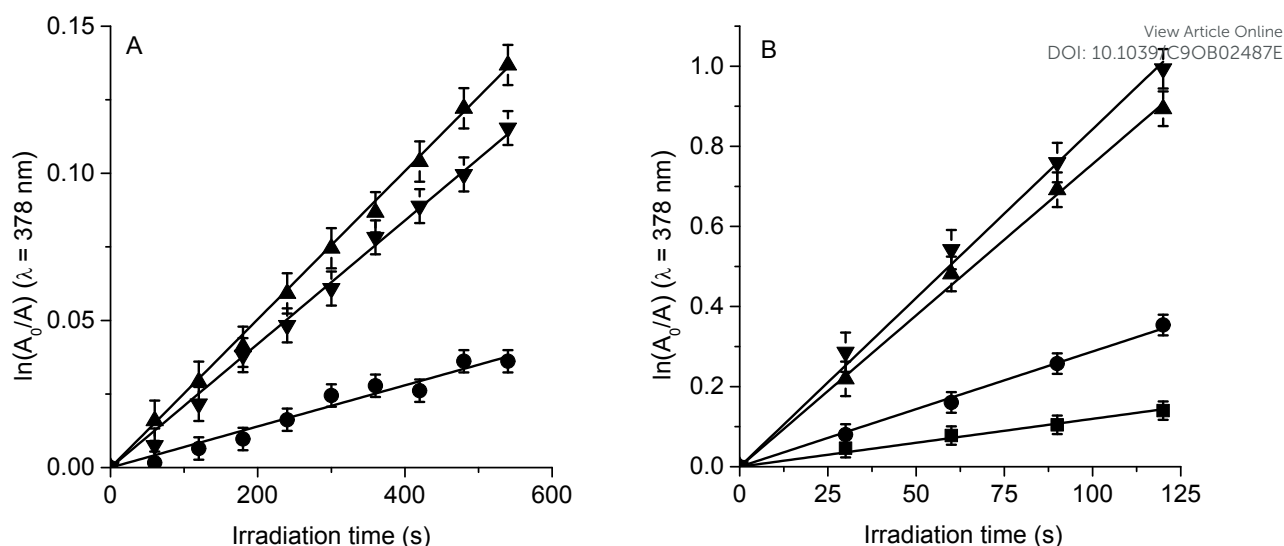 View Article Online
DOI: 10.1039/C9OB02487E
A
ln(A₀/A) (λ = 378 nm)
0.15
0.10
0.05
0.00
0
200
400
600
Irradiation time (s)
B
ln(A₀/A) (λ = 378 nm)
1.0
0.8
0.6
0.4
0.2
0.0
0
25
50
75
100
125
Irradiation time (s)